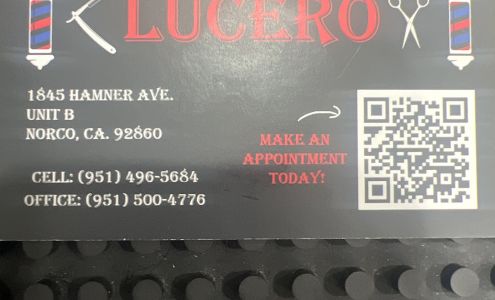 LUCERO
1845 HAMNER AVE.
UNIT B
NORCO, CA. 92860
MAKE AN
APPOINTMENT
TODAY!
CELL: (951) 496-5684
OFFICE: (951) 500-4776